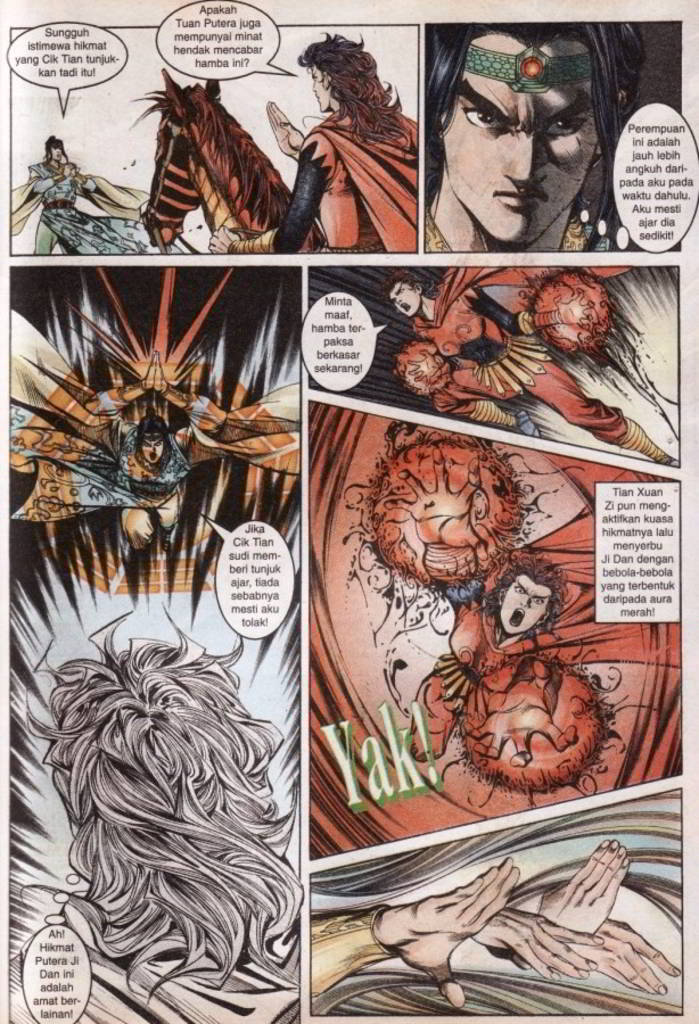 Sungguh
istimewa hikmat
yang Cik Tian tunjuk-
kan tadi itu!
Apakah
Tuan Putera juga
mempunyai minat
hendak mencabar
hamba ini?
Perempuan
ini adalah
jauh lebih
angkuh dari-
pada aku pada
waktu dahulu.
Aku mesti
ajar dia
sedikit!
Jika
Cik Tian
sudi mem-
beri tunjuk
ajar, tiada
sebabnya
mesti aku
tolak!
Ah!
Hikmat
Putera Ji
Dan ini
adalah
amat ber-
lainan!
Minta
maaf,
hamba ter-
paksa
berkasar
sekarang!
Tian Xuan
Zi pun meng-
aktifkan kuasa
hikmatnya lalu
menyerbu
Ji Dan dengan
bebola-bebola
yang terbentuk
daripada aura
merah!
Yak!